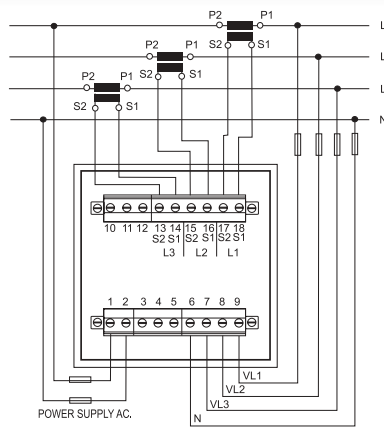 P2 P1 L
S2 S1
P2 P1 L
S2 S1
P2 P1 L
S2 S1
N
10 11 12 13 14 15 16 17 18
S2 S1 S2 S1 S2 S1
L3 L2 L1
1 2 3 4 5 6 7 8 9
VL1
VL2
VL3
POWER SUPPLY AC.
N